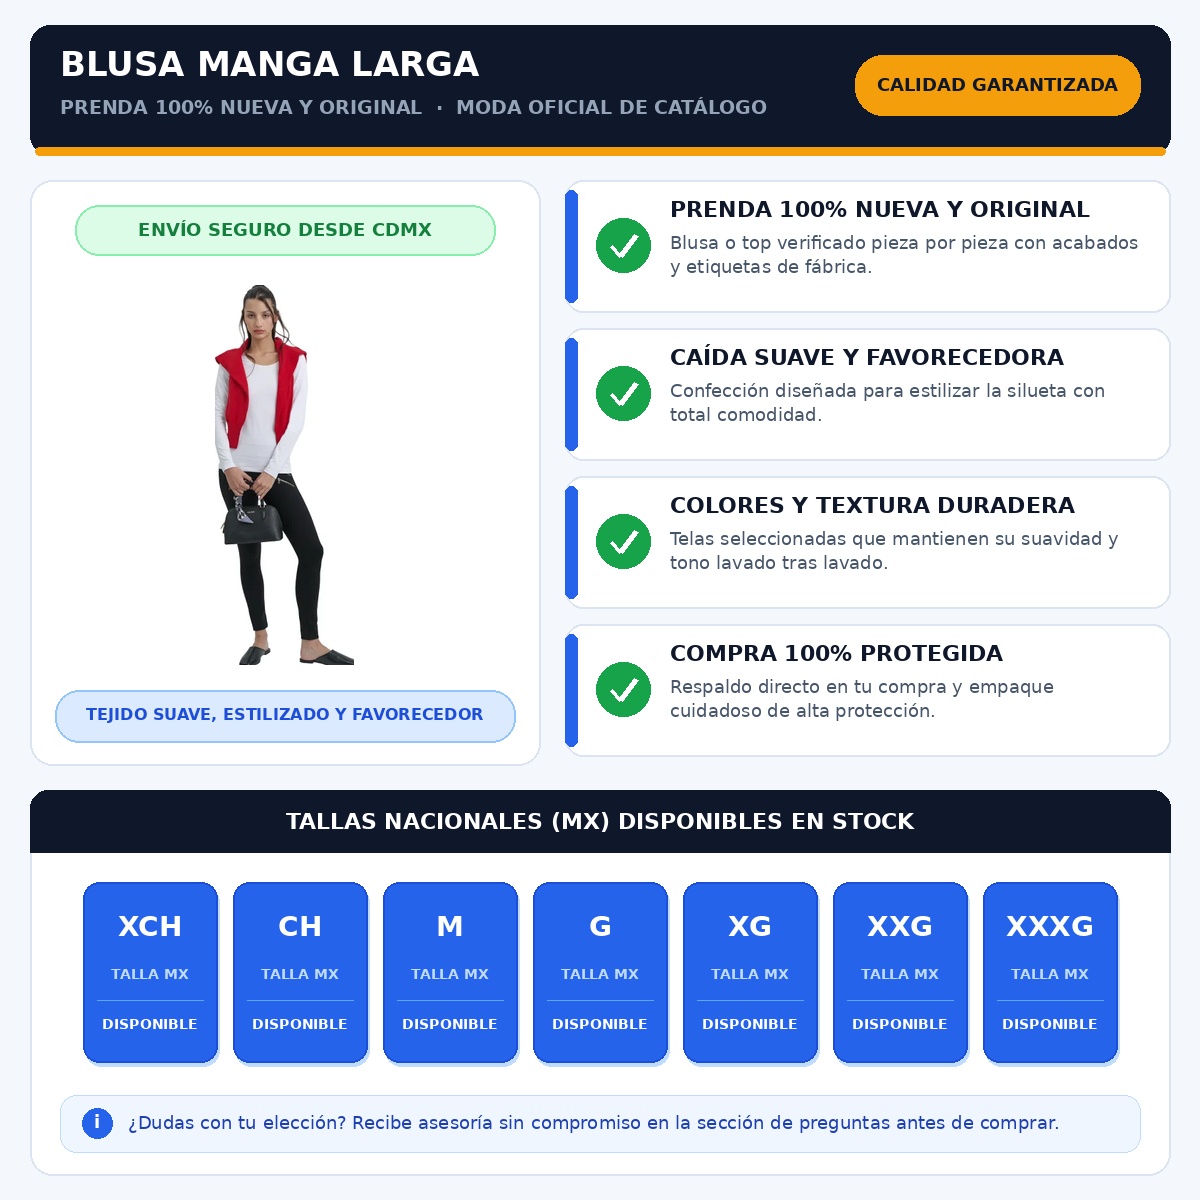 BLUSA MANGA LARGA
PRENDA 100% NUEVA Y ORIGINAL · MODA OFICIAL DE CATÁLOGO
CALIDAD GARANTIZADA
ENVÍO SEGURO DESDE CDMX
TEJIDO SUAVE, ESTILIZADO Y FAVORECEDOR
PRENDA 100% NUEVA Y ORIGINAL
Blusa o top verificado pieza por pieza con acabados
y etiquetas de fábrica.
CAÍDA SUAVE Y FAVORECEDORA
Confección diseñada para estilizar la silueta con
total comodidad.
COLORES Y TEXTURA DURADERA
Telas seleccionadas que mantienen su suavidad y
tono lavado tras lavado.
COMPRA 100% PROTEGIDA
Respaldo directo en tu compra y empaque
cuidadoso de alta protección.
TALLAS NACIONALES (MX) DISPONIBLES EN STOCK
XCH
TALLA MX
DISPONIBLE
CH
TALLA MX
DISPONIBLE
M
TALLA MX
DISPONIBLE
G
TALLA MX
DISPONIBLE
XG
TALLA MX
DISPONIBLE
XXG
TALLA MX
DISPONIBLE
XXXG
TALLA MX
DISPONIBLE
i
¿Dudas con tu elección? Recibe asesoría sin compromiso en la sección de preguntas antes de comprar.